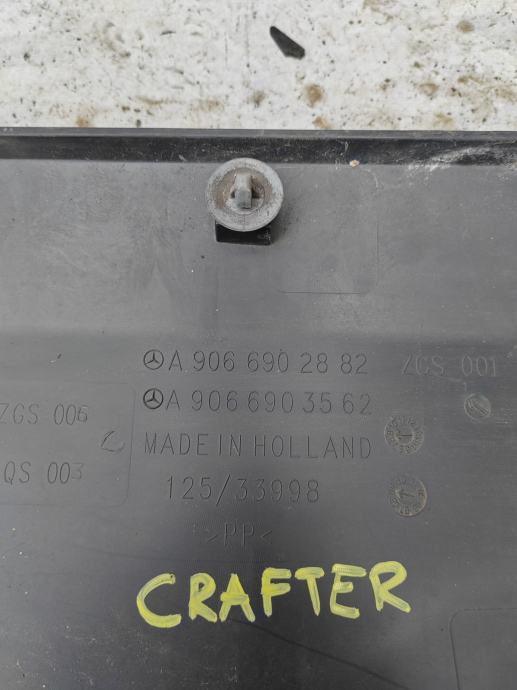 A 906 690 28 82 ZGS 001
A 906 690 35 62
ZGS 006
MADE IN HOLLAND
QS 003
125/33998
>PP<
CRAFTER